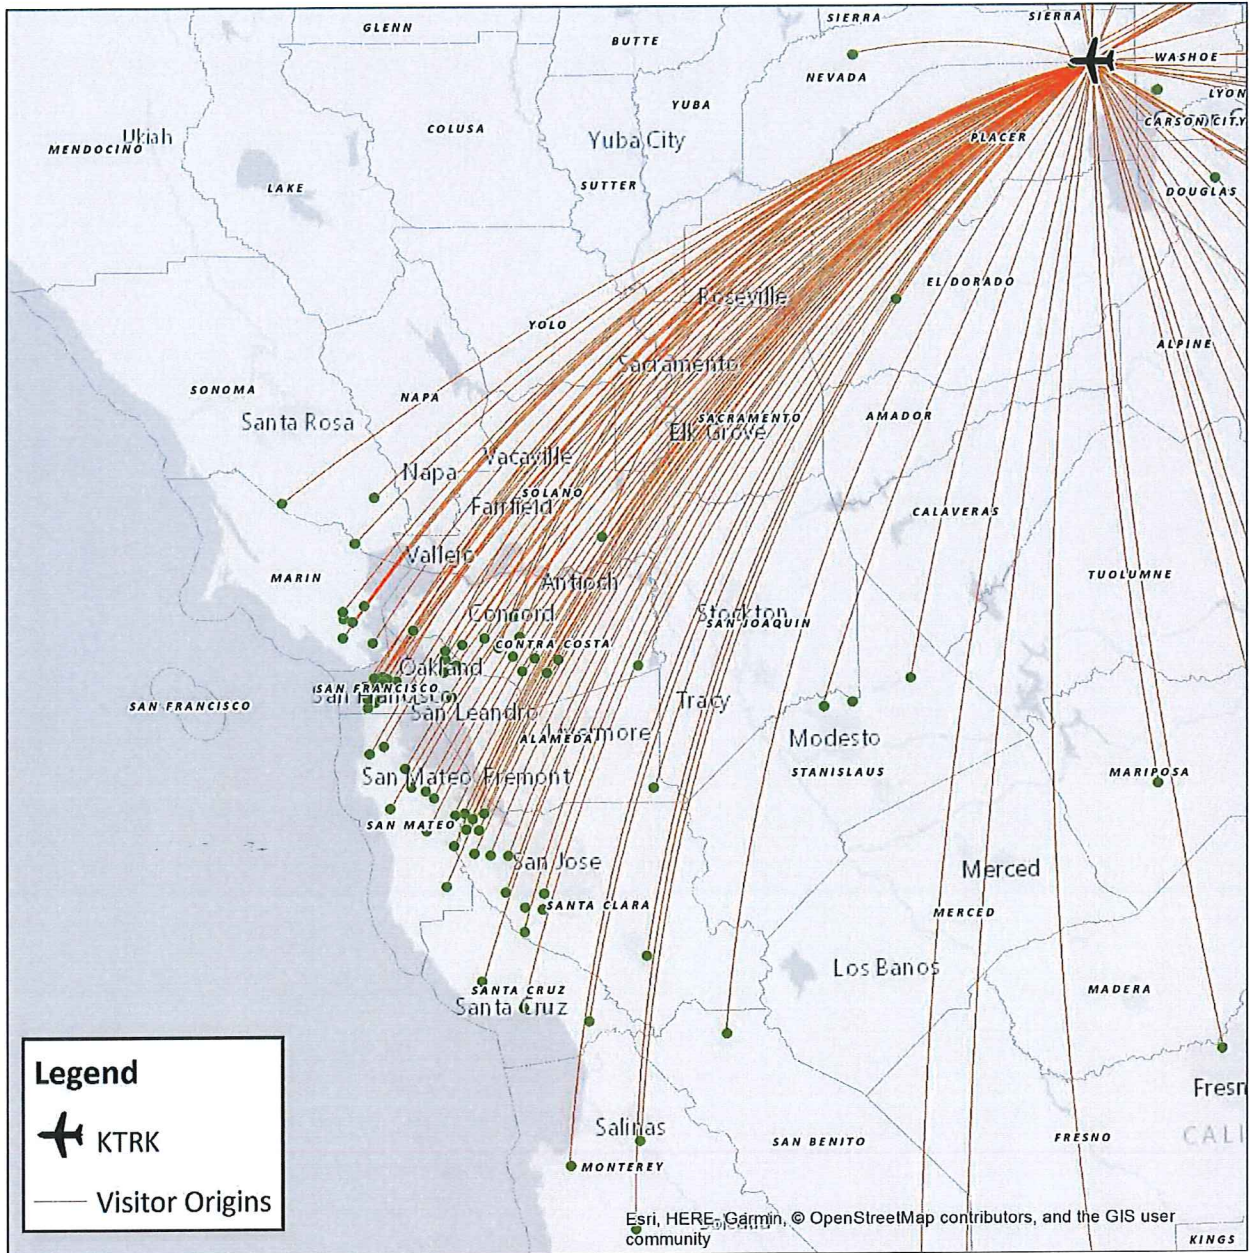 GLENN
SIERRA
SIERRA
BUTTE
WASHOE
NEVADA
LYON
YUBA
CARSON CITY
COLUSA
PLACER
Ukiah
Yuba City
MENDOCINO
LAKE
SUTTER
DOUGLAS
EL DORADO
Roseville
YOLO
ALPINE
Sacramento
SONOMA
NAPA
SACRAMENTO
AMADOR
Santa Rosa
Elk Grove
Vacaville
Napa
SOLANO
Fairfield
CALAVERAS
Vallejo
MARIN
Antioch
TUOLUMNE
Concord
Stockton
SAN JOAQUIN
CONTRA COSTA
Oakland
SAN FRANCISCO
San Francisco
SAN FRANCISCO
Tracy
San Leandro
Livermore
ALAMEDA
Modesto
San Mateo
Fremont
STANISLAUS
MARIPOSA
SAN MATEO
San Jose
Merced
SANTA CLARA
MERCED
Los Banos
SANTA CRUZ
MADERA
Santa Cruz
Legend
KTRK
Visitor Origins
Fresn
Salinas
SAN BENITO
FRESNO
CALI
MONTEREY
Esri, HERE, Garmin, © OpenStreetMap contributors, and the GIS user
community
KINGS